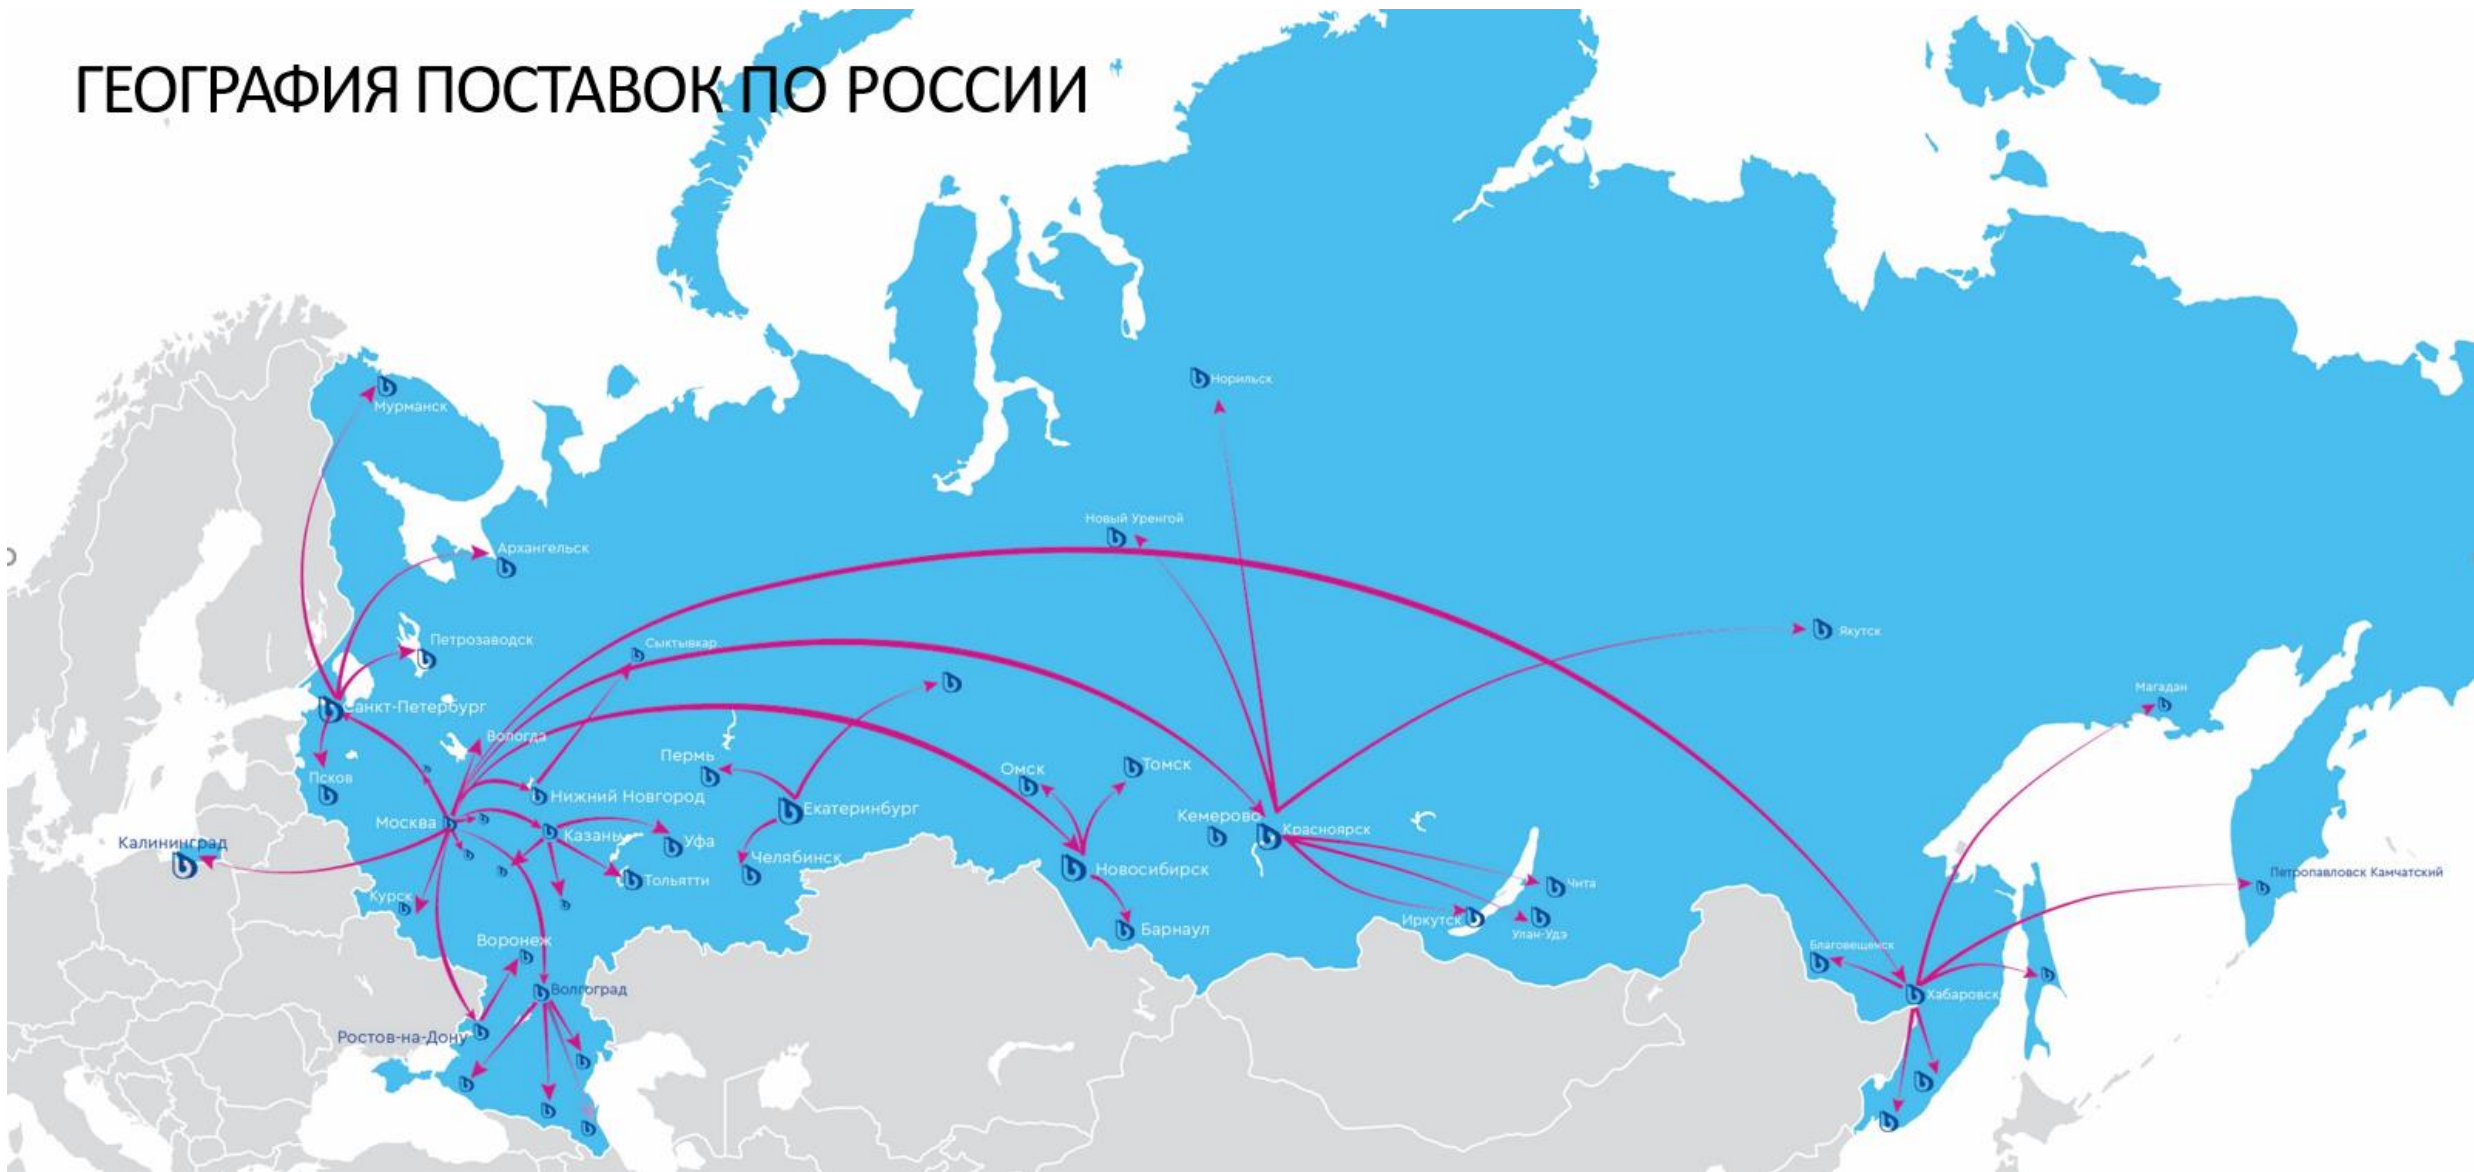 ГЕОГРАФИЯ ПОСТАВОК ПО РОССИИ
Норильск
Мурманск
Новый Уренгой
Архангельск
Якутск
Петрозаводск
Сыктывкар
Магадан
Санкт-Петербург
Вологда
Пермь
Томск
Омск
Псков
Нижний Новгород
Екатеринбург
Кемерово
Москва
Казань
Красноярск
Калининград
Уфа
Челябинск
Новосибирск
Петропавловск Камчатский
Тольятти
Чита
Курск
Иркутск
Барнаул
Улан-Удэ
Воронеж
Благовещенск
Волгоград
Хабаровск
Ростов-на-Дону